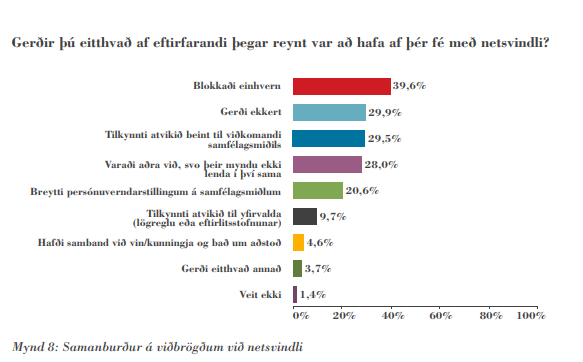 Gerðir þú eitthvað af eftirfarandi þegar reynt var að hafa af þér fé með netsvindli?
Blokkaði einhvern
39,6%
Gerði ekkert
29,9%
Tilkynnti atvikið beint til viðkomandi
samfélagsmiðils
29,5%
Varaði aðra við, svo þeir myndu ekki
lenda í því sama
28,0%
Breytti persónuverndarstillingum á samfélagsmiðlum
20,6%
Tilkynnti atvikið til yfirvalda
(lögreglu eða eftirlitsstofnunar)
9,7%
Hafði samband við vin/kunningja og bað um aðstoð
4,6%
Gerði eitthvað annað
3,7%
Veit ekki
1,4%
0% 20% 40% 60% 80% 100%
Mynd 8: Samanburður á viðbrögðum við netsvindli